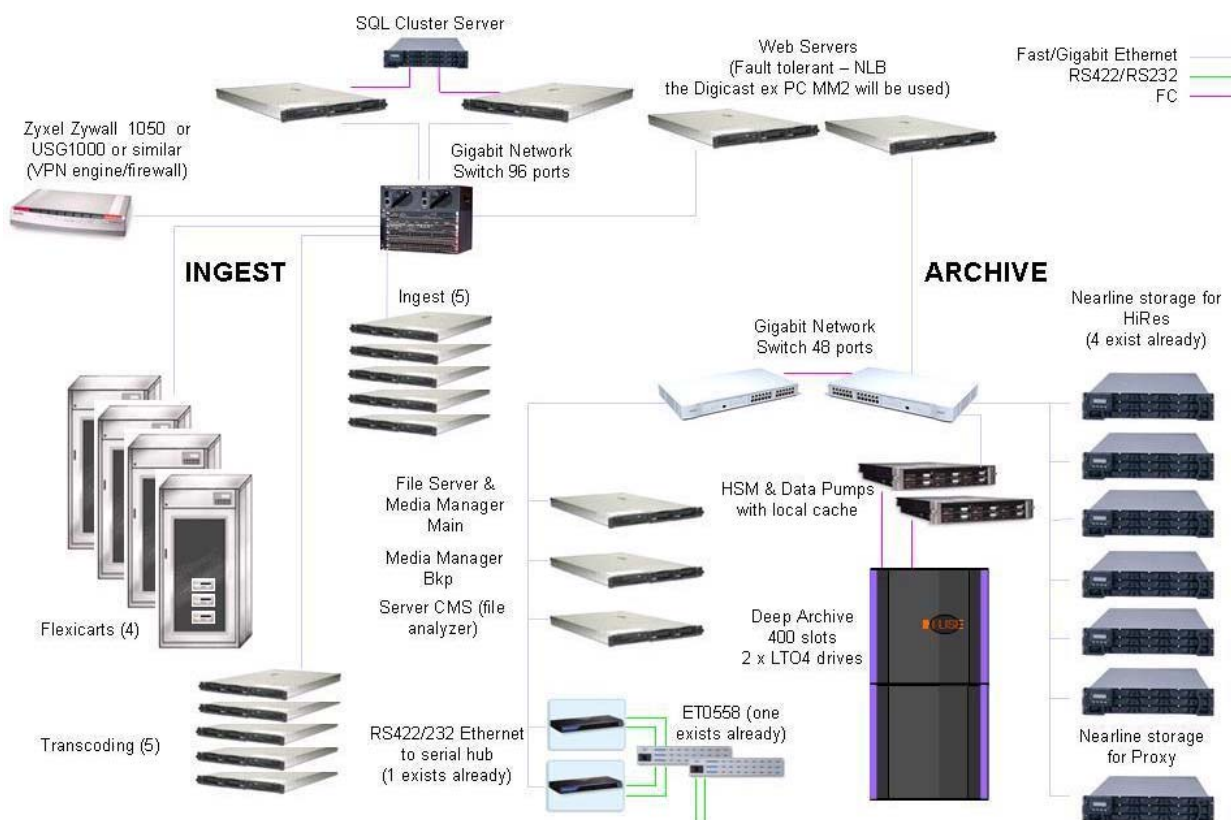 SQL Cluster Server
Web Servers
(Fault tolerant – NLB
the Digicast ex PC MM2 will be used)
Fast/Gigabit Ethernet
RS422/RS232
FC
Zyxel Zywall 1050 or
USG1000 or similar
(VPN engine/firewall)
Gigabit Network
Switch 96 ports
INGEST
ARCHIVE
Ingest (5)
Nearline storage for
HiRes
(4 exist already)
Gigabit Network
Switch 48 ports
File Server &
Media Manager
Main
HSM & Data Pumps
with local cache
Media Manager
Bkp
Server CMS (file
analyzer)
Deep Archive
400 slots
2 x LTO4 drives
Flexicarts (4)
Transcoding (5)
RS422/232 Ethernet
to serial hub
(1 exists already)
ET0558 (one
exists already)
Nearline storage
for Proxy